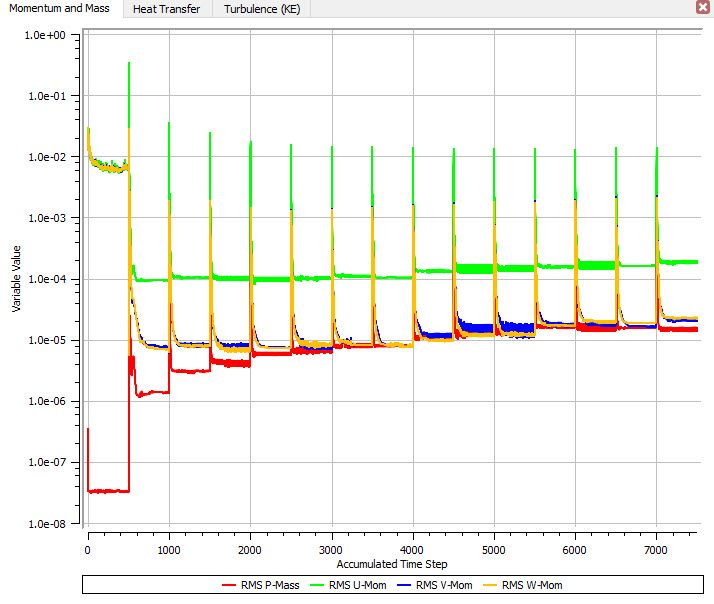 Momentum and Mass Heat Transfer Turbulence (KE)
1.0e+00
1.0e-01
1.0e-02
1.0e-03
1.0e-04
1.0e-05
1.0e-06
1.0e-07
1.0e-08
Variable Value
0 1000 2000 3000 4000 5000 6000 7000
Accumulated Time Step
RMS P-Mass RMS U-Mom RMS V-Mom RMS W-Mom